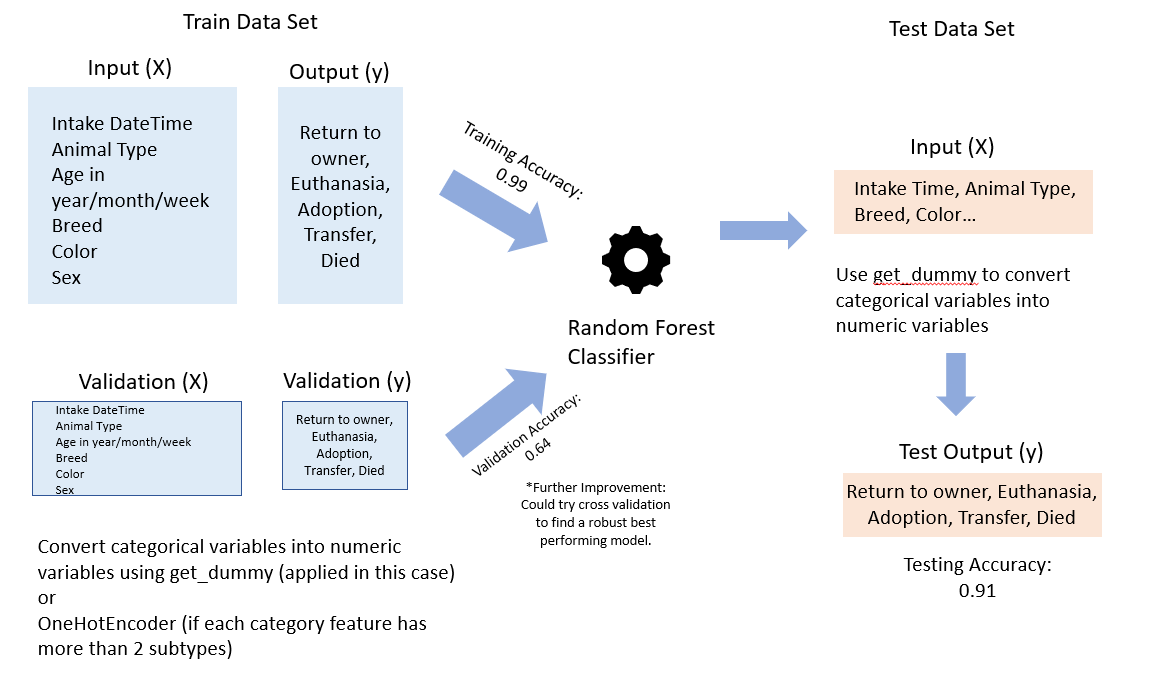 Train Data Set
Input (X)
Intake DateTime
Animal Type
Age in
year/month/week
Breed
Color
Sex
Output (y)
Return to
owner,
Euthanasia,
Adoption,
Transfer,
Died
Training Accuracy:
0.99
Validation (X)
Intake DateTime
Animal Type
Age in year/month/week
Breed
Color
Sex
Validation (y)
Return to owner,
Euthanasia,
Adoption,
Transfer, Died
Validation Accuracy:
0.64
Random Forest
Classifier
*Further Improvement:
Could try cross validation
to find a robust best
performing model.
Convert categorical variables into numeric
variables using get_dummy (applied in this case)
or
OneHotEncoder (if each category feature has
more than 2 subtypes)
Test Data Set
Input (X)
Intake Time, Animal Type,
Breed, Color...
Use get_dummy to convert
categorical variables into
numeric variables
Test Output (y)
Return to owner, Euthanasia,
Adoption, Transfer, Died
Testing Accuracy:
0.91